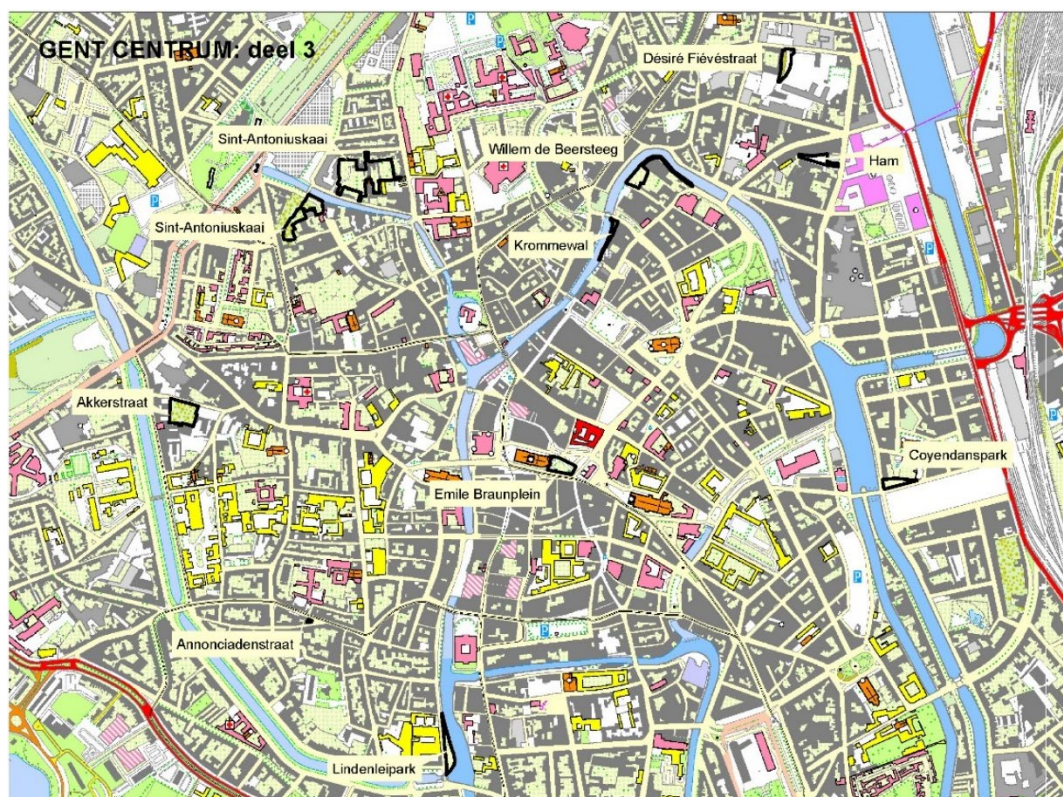 GENT CENTRUM: deel 3
Désiré Fiévéstraat
Sint-Antoniuskaai
Willem de Beersteeg
Ham
Sint-Antoniuskaai
Krommewal
Akkerstraat
Coyendanspark
Emile Braunplein
Annonciadenstraat
Lindenleipark
P
P
P
P
P
P
P